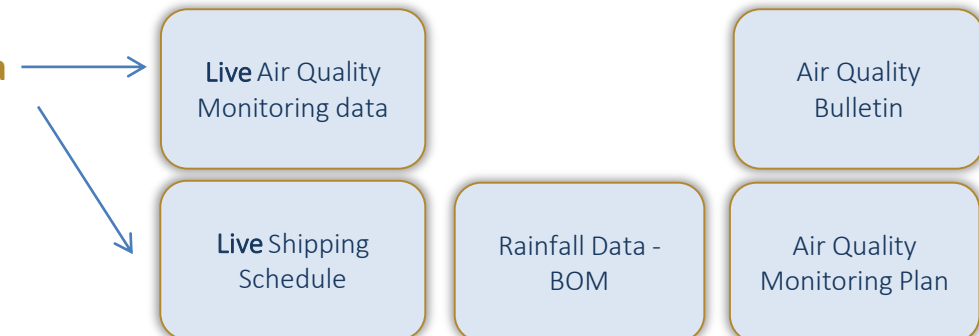 Live Air Quality
Monitoring data
Air Quality
Bulletin
Live Shipping
Schedule
Rainfall Data -
BOM
Air Quality
Monitoring Plan